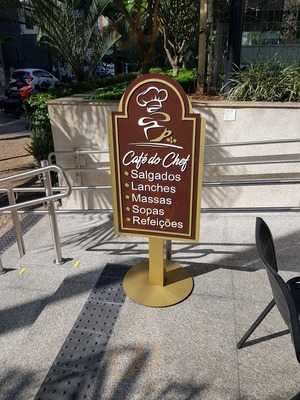 Café do Chef
Salgados
Lanches
Massas
Sopas
Refeições